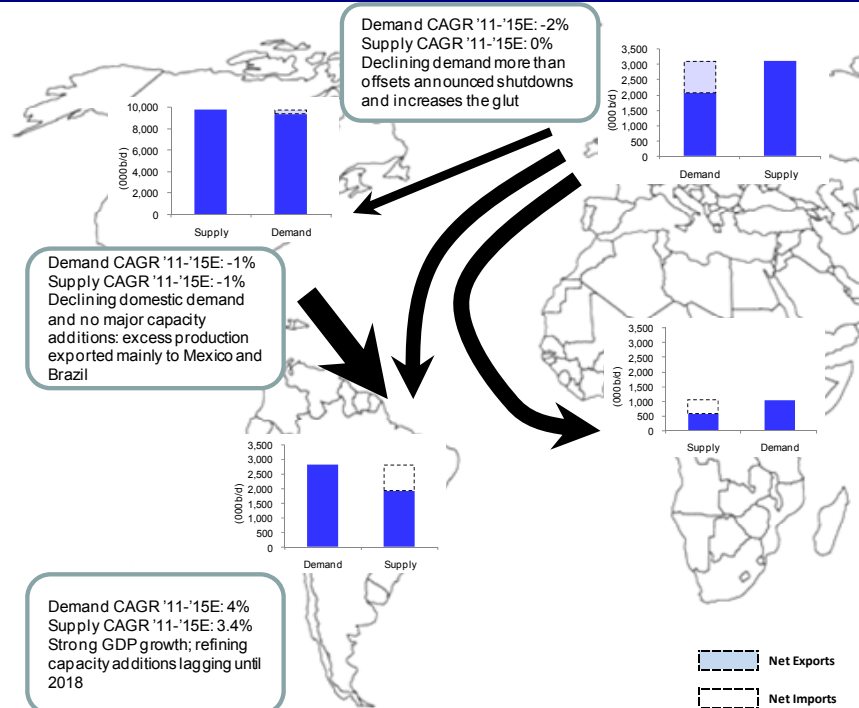 Demand CAGR '11-'15E: -2%
Supply CAGR '11-'15E: 0%
Declining demand more than
offsets announced shutdowns
and increases the glut
(000 b/d)
3,500
3,000
2,500
2,000
1,500
1,000
500
0
Demand Supply
(000 b/d)
10,000
8,000
6,000
4,000
2,000
0
Supply Demand
Demand CAGR '11-'15E: -1%
Supply CAGR '11-'15E: -1%
Declining domestic demand
and no major capacity
additions: excess production
exported mainly to Mexico and
Brazil
(000 b/d)
3,500
3,000
2,500
2,000
1,500
1,000
500
0
Supply Demand
(000 b/d)
3,500
3,000
2,500
2,000
1,500
1,000
500
0
Demand Supply
Demand CAGR '11-'15E: 4%
Supply CAGR '11-'15E: 3.4%
Strong GDP growth; refining
capacity additions lagging until
2018
Net Exports
Net Imports